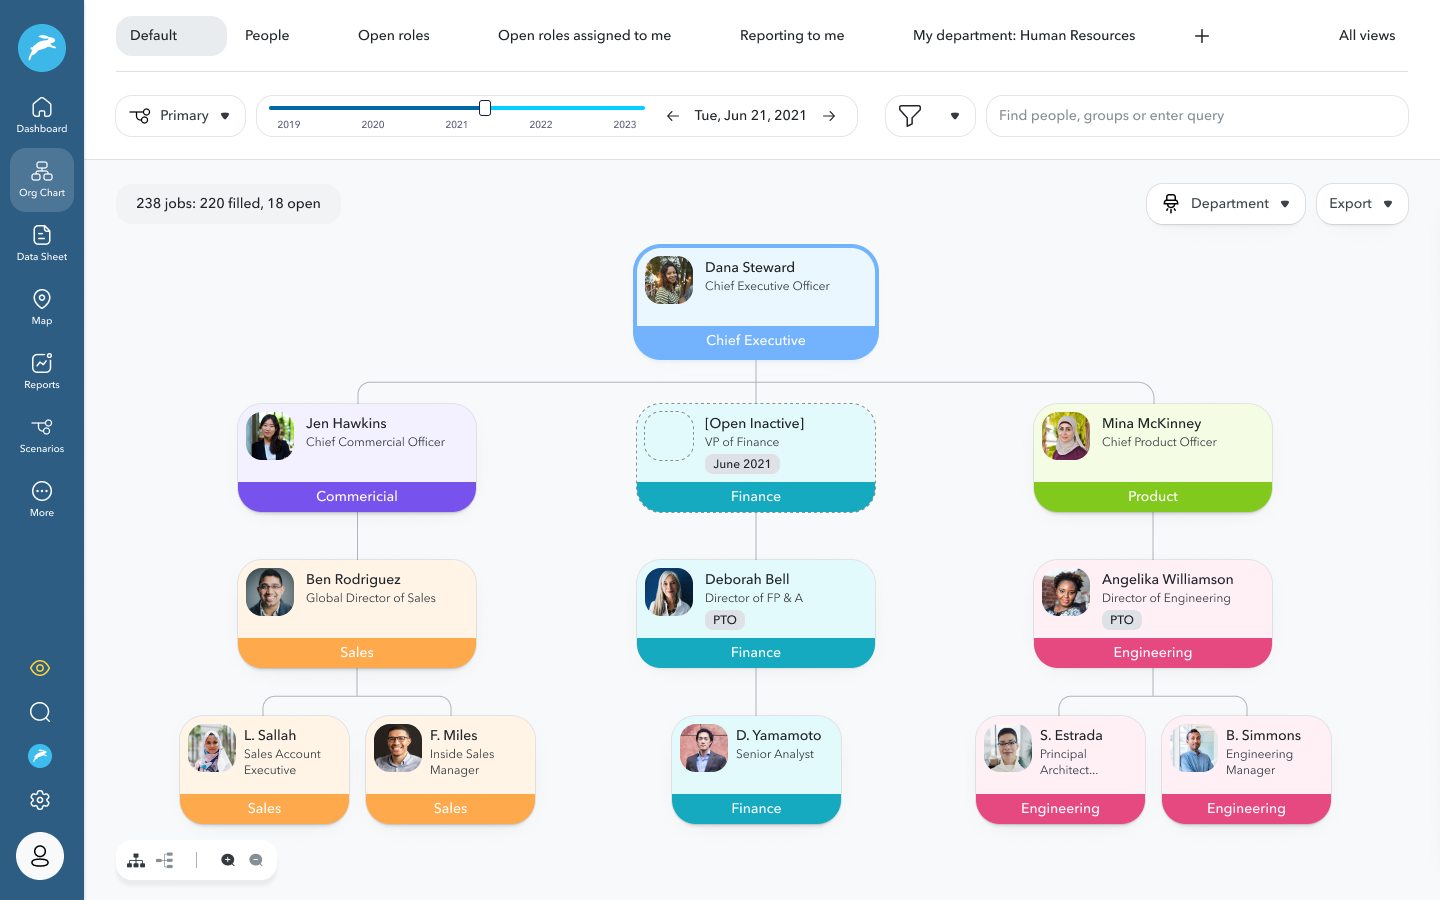 Default
People
Open roles
Open roles assigned to me
Reporting to me
My department: Human Resources
All views
Primary
2019
2020
2021
2022
2023
Tue, Jun 21, 2021
Find people, groups or enter query
Dashboard
Org Chart
Data Sheet
Map
Reports
Scenarios
More
238 jobs: 220 filled, 18 open
Department
Export
Dana Steward
Chief Executive Officer
Chief Executive
Jen Hawkins
Chief Commercial Officer
Commericial
[Open Inactive]
VP of Finance
June 2021
Finance
Mina McKinney
Chief Product Officer
Product
Ben Rodriguez
Global Director of Sales
Sales
Deborah Bell
Director of FP & A
PTO
Finance
Angelika Williamson
Director of Engineering
PTO
Engineering
L. Sallah
Sales Account
Executive
Sales
F. Miles
Inside Sales
Manager
Sales
D. Yamamoto
Senior Analyst
Finance
S. Estrada
Principal
Architect...
Engineering
B. Simmons
Engineering
Manager
Engineering